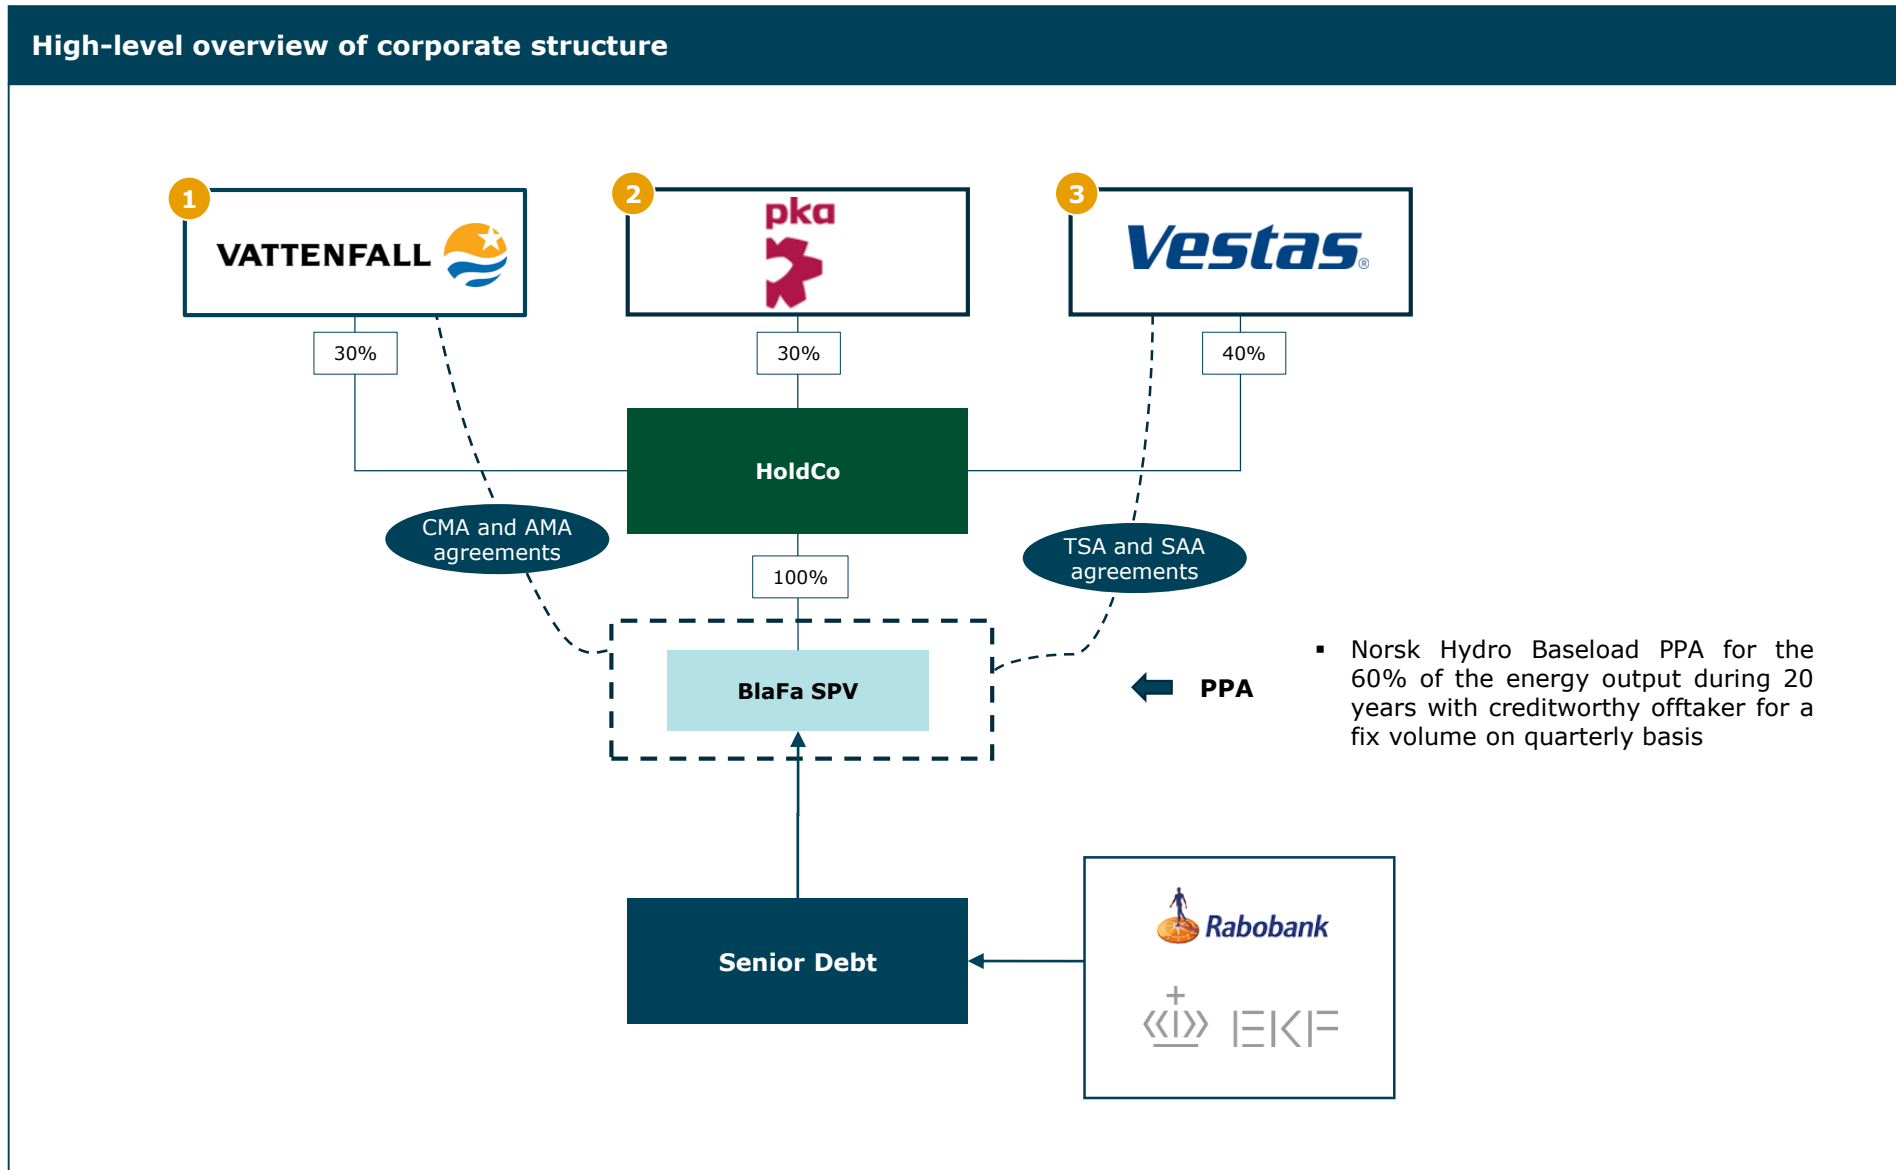 High-level overview of corporate structure
1
2
3
VATTENFALL
pka
Vestas®
30%
30%
40%
HoldCo
CMA and AMA
agreements
TSA and SAA
agreements
100%
BlaFa SPV
PPA
▪ Norsk Hydro Baseload PPA for the
60% of the energy output during 20
years with creditworthy offtaker for a
fix volume on quarterly basis
Senior Debt
Rabobank
EKF